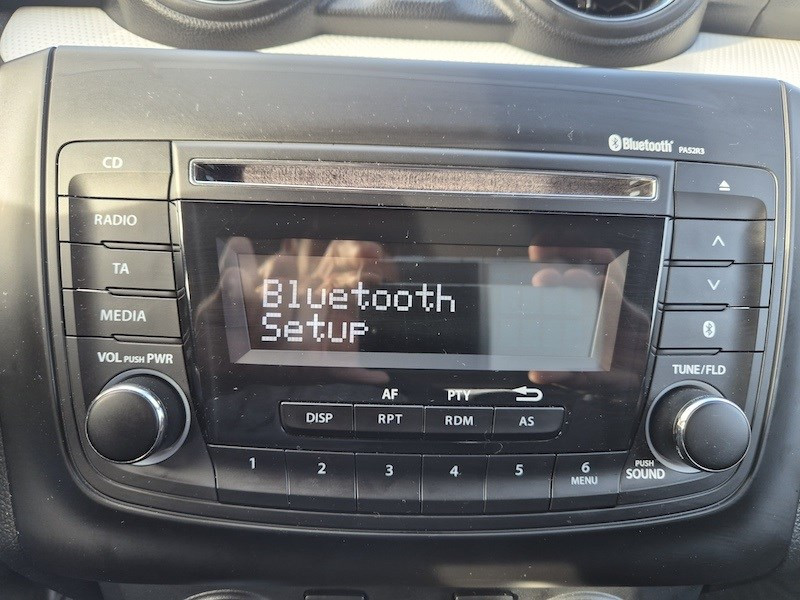 Bluetooth PA52R3
CD
RADIO
TA
MEDIA
VOL PUSH PWR
Bluetooth
Setup
TUNE/FLD
AF PTY
DISP RPT RDM AS
1 2 3 4 5 6
MENU
PUSH
SOUND